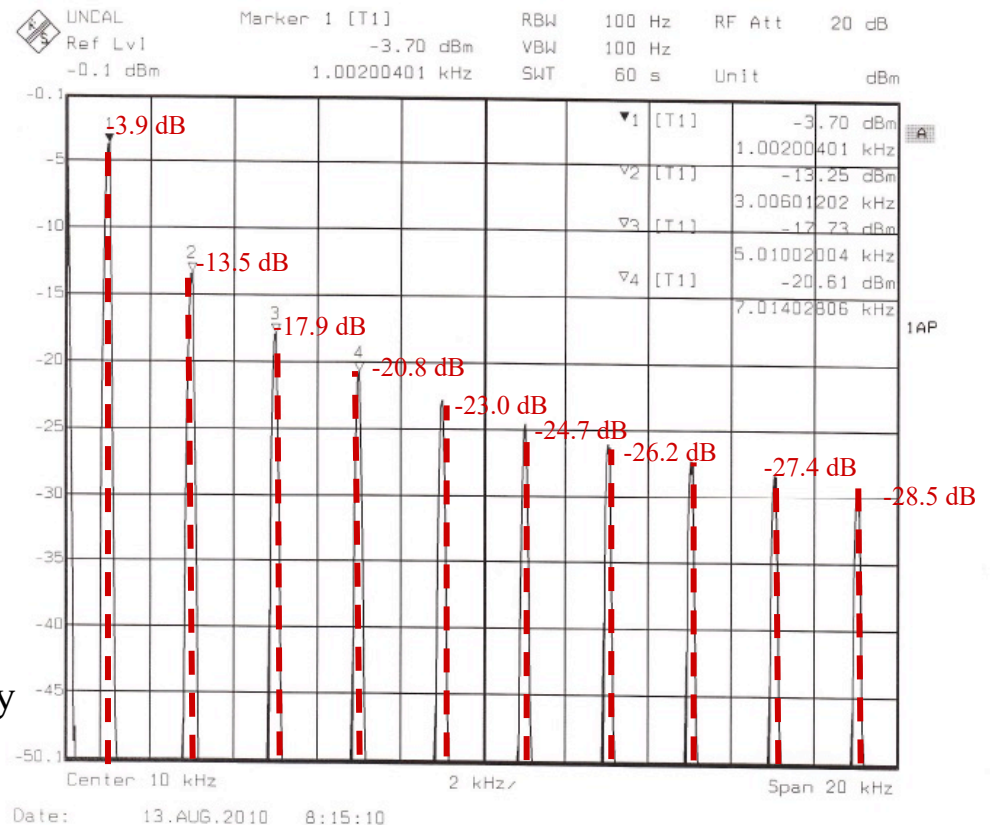 UNCAL Marker 1 [T1] RBW 100 Hz RF Att 20 dB
Ref Lvl -3.70 dBm VBW 100 Hz
-0.1 dBm 1.00200401 kHz SWT 60 s Unit dBm
-0.1
1 -3.9 dB
▼1 [T1] -3.70 dBm
A
1.00200401 kHz
-5
▽2 [T1] -13.25 dBm
3.00601202 kHz
-10
▽3 [T1] -17.73 dBm
2 -13.5 dB
5.01002004 kHz
▽4 [T1] -20.61 dBm
-15
7.01402806 kHz
3 -17.9 dB
1AP
-20
4 -20.8 dB
-23.0 dB
-25
-24.7 dB
-26.2 dB
-27.4 dB
-30
-28.5 dB
-35
-40
-45
y
-50.1
Center 10 kHz 2 kHz/ Span 20 kHz
Date: 13.AUG.2010 8:15:10